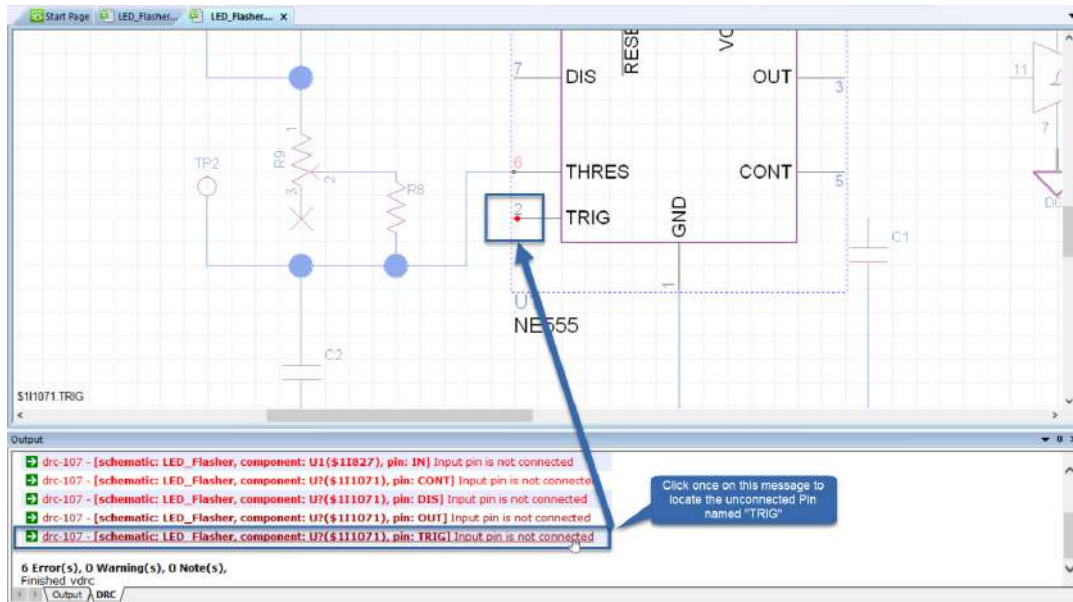 Start Page
LED_Flasher...
LED_Flasher....
X
RESE
VC
7
DIS
OUT
3
11
1
7
TP2
R9
2
3
R8
6
THRES
CONT
5
2
TRIG
GND
DG
C1
1
U?
NE555
C2
$1I1071.TRIG
Output
drc-107 - [schematic: LED_Flasher, component: U1($1I827), pin: IN] Input pin is not connected
drc-107 - [schematic: LED_Flasher, component: U?($1I1071), pin: CONT] Input pin is not connected
drc-107 - [schematic: LED_Flasher, component: U?($1I1071), pin: DIS] Input pin is not connected
drc-107 - [schematic: LED_Flasher, component: U?($1I1071), pin: OUT] Input pin is not connected
drc-107 - [schematic: LED_Flasher, component: U?($1I1071), pin: TRIG] Input pin is not connected
Click once on this message to
locate the unconnected Pin
named "TRIG"
6 Error(s), 0 Warning(s), 0 Note(s),
Finished vdrc
Output
DRC